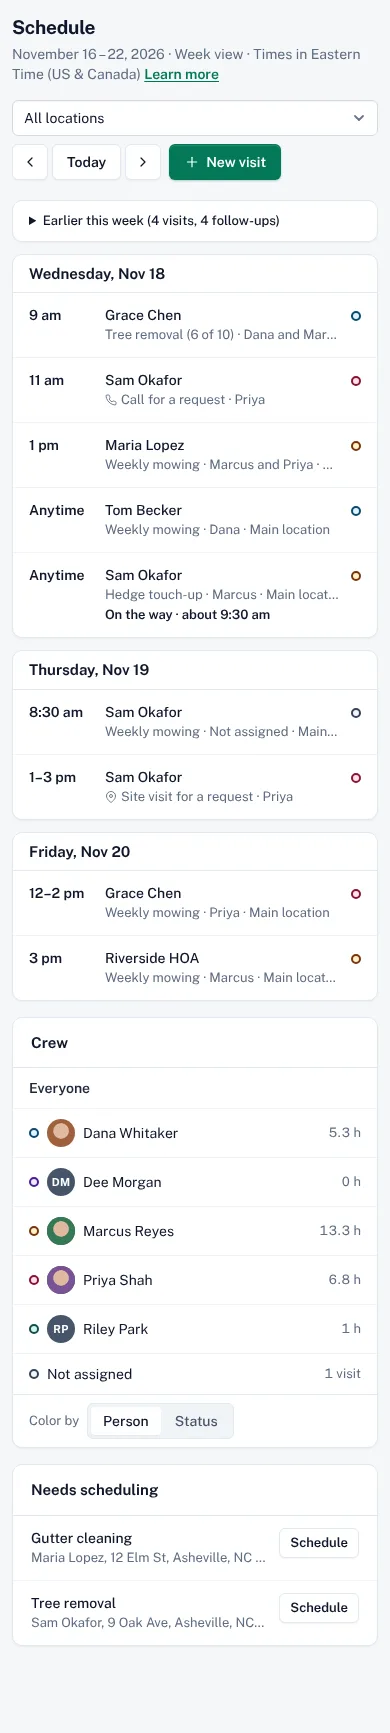 Schedule
November 16–22, 2026 · Week view · Times in Eastern
Time (US & Canada) Learn more
All locations
Today
New visit
Earlier this week (4 visits, 4 follow-ups)
Wednesday, Nov 18
9 am Grace Chen
Tree removal (6 of 10) · Dana and Mar...
11 am Sam Okafor
Call for a request · Priya
1 pm Maria Lopez
Weekly mowing · Marcus and Priya · ...
Anytime Tom Becker
Weekly mowing · Dana · Main location
Anytime Sam Okafor
Hedge touch-up · Marcus · Main locat...
On the way · about 9:30 am
Thursday, Nov 19
8:30 am Sam Okafor
Weekly mowing · Not assigned · Main...
1–3 pm Sam Okafor
Site visit for a request · Priya
Friday, Nov 20
12–2 pm Grace Chen
Weekly mowing · Priya · Main location
3 pm Riverside HOA
Weekly mowing · Marcus · Main locat...
Crew
Everyone
Dana Whitaker 5.3 h
DM Dee Morgan 0 h
Marcus Reyes 13.3 h
Priya Shah 6.8 h
RP Riley Park 1 h
Not assigned 1 visit
Color by Person Status
Needs scheduling
Gutter cleaning Schedule
Maria Lopez, 12 Elm St, Asheville, NC ...
Tree removal Schedule
Sam Okafor, 9 Oak Ave, Asheville, NC...